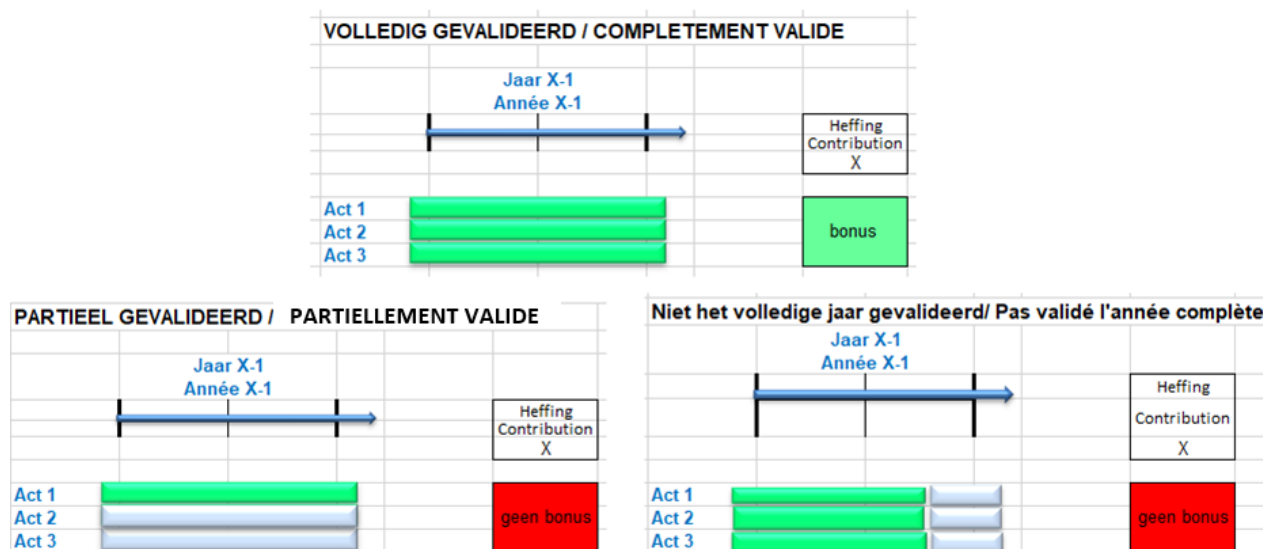 VOLLEDIG GEVALIDEERD / COMPLETEMENT VALIDE
Jaar X-1
Année X-1
Heffing
Contribution
X
Act 1
Act 2
Act 3
bonus
PARTIEEL GEVALIDEERD / PARTIELLEMENT VALIDE
Jaar X-1
Année X-1
Heffing
Contribution
X
Act 1
Act 2
Act 3
geen bonus
Niet het volledige jaar gevalideerd/ Pas validé l'année complète
Jaar X-1
Année X-1
Heffing
Contribution
X
Act 1
Act 2
Act 3
geen bonus